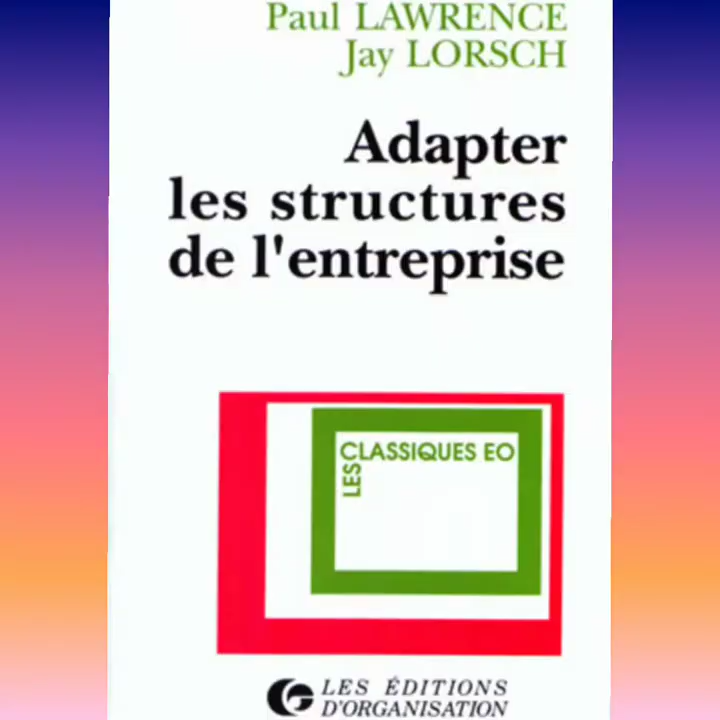 Paul LAWRENCE
Jay LORSCH
Adapter
les structures
de l'entreprise
CLASSIQUES EO
LES
LES ÉDITIONS
D'ORGANISATION